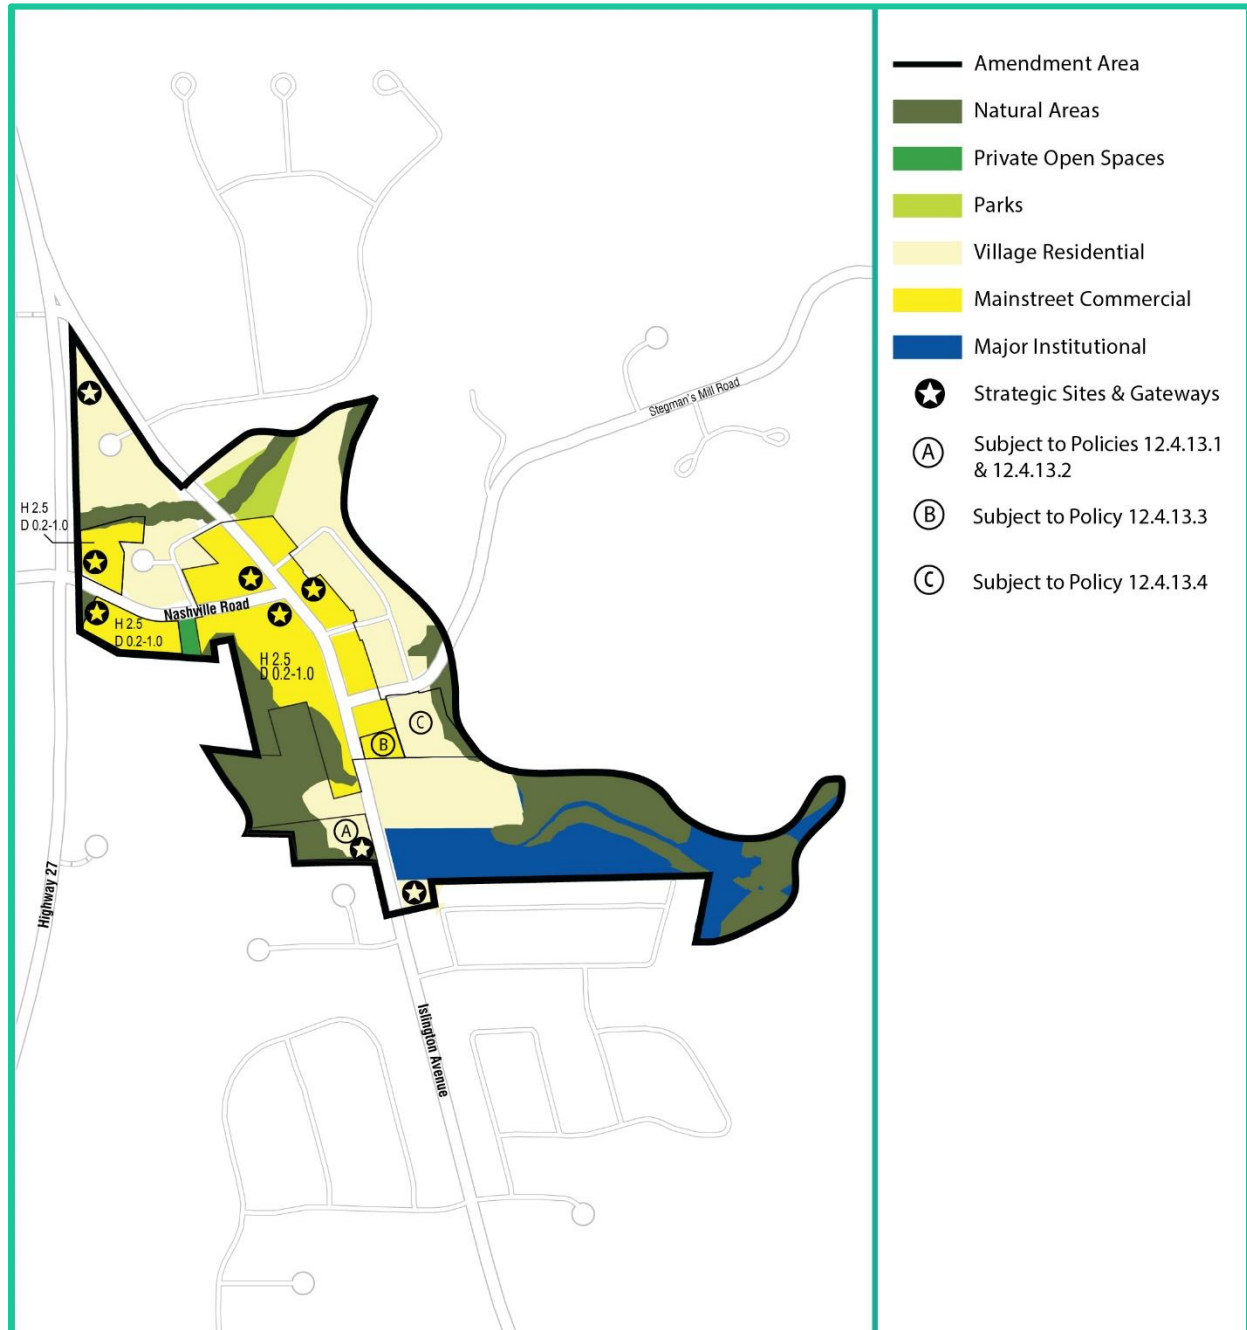 Amendment Area
Natural Areas
Private Open Spaces
Parks
Village Residential
Mainstreet Commercial
Major Institutional
Strategic Sites & Gateways
A
Subject to Policies 12.4.13.1
& 12.4.13.2
B
Subject to Policy 12.4.13.3
C
Subject to Policy 12.4.13.4
Stegman's Mill Road
H 2.5
D 0.2-1.0
Nashville Road
H 2.5
D 0.2-1.0
H 2.5
D 0.2-1.0
C
B
A
Highway 27
Islington Avenue